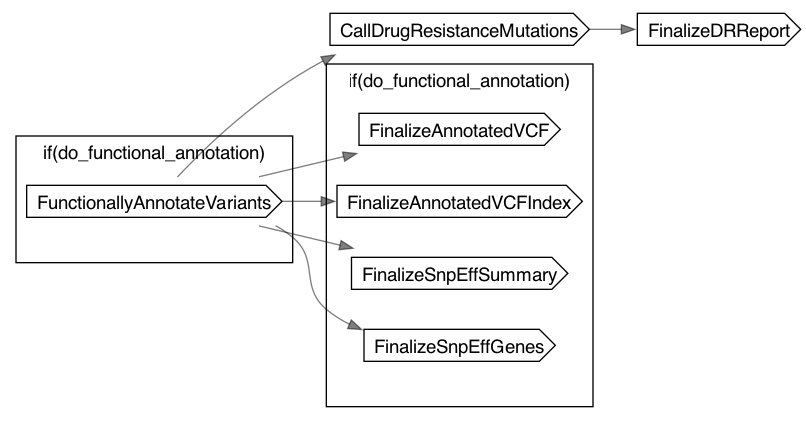 CallDrugResistanceMutations
FinalizeDRReport
if(do_functional_annotation)
FinalizeAnnotatedVCF
if(do_functional_annotation)
FunctionallyAnnotateVariants
FinalizeAnnotatedVCFIndex
FinalizeSnpEffSummary
FinalizeSnpEffGenes